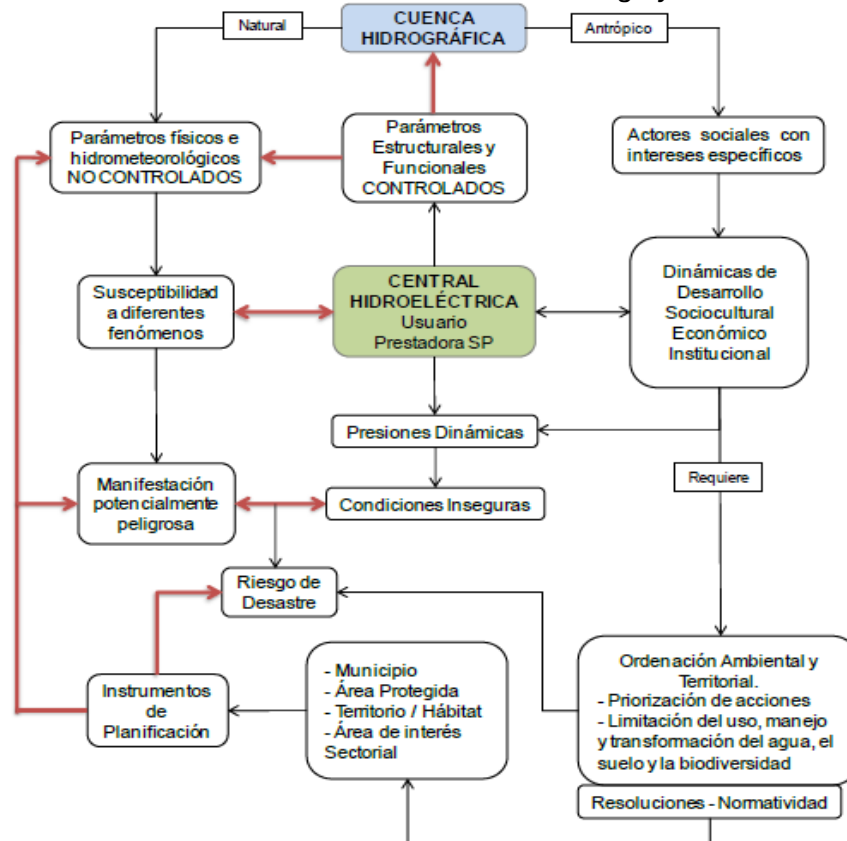 Natural
CUENCA
HIDROGRÁFICA
Antrópico
Parámetros físicos e
hidrometeorológicos
NO CONTROLADOS
Parámetros
Estructurales y
Funcionales
CONTROLADOS
Actores sociales con
intereses específicos
Susceptibilidad
a diferentes
fenómenos
CENTRAL
HIDROELÉCTRICA
Usuario
Prestadora SP
Dinámicas de
Desarrollo
Sociocultural
Económico
Institucional
Presiones Dinámicas
Requiere
Manifestación
potencialmente
peligrosa
Condiciones Inseguras
Riesgo de
Desastre
Instrumentos
de
Planificación
- Municipio
- Área Protegida
- Territorio / Hábitat
- Área de interés
Sectorial
Ordenación Ambiental y
Territorial.
- Priorización de acciones
- Limitación del uso, manejo
y transformación del agua, el
suelo y la biodiversidad
Resoluciones - Normatividad